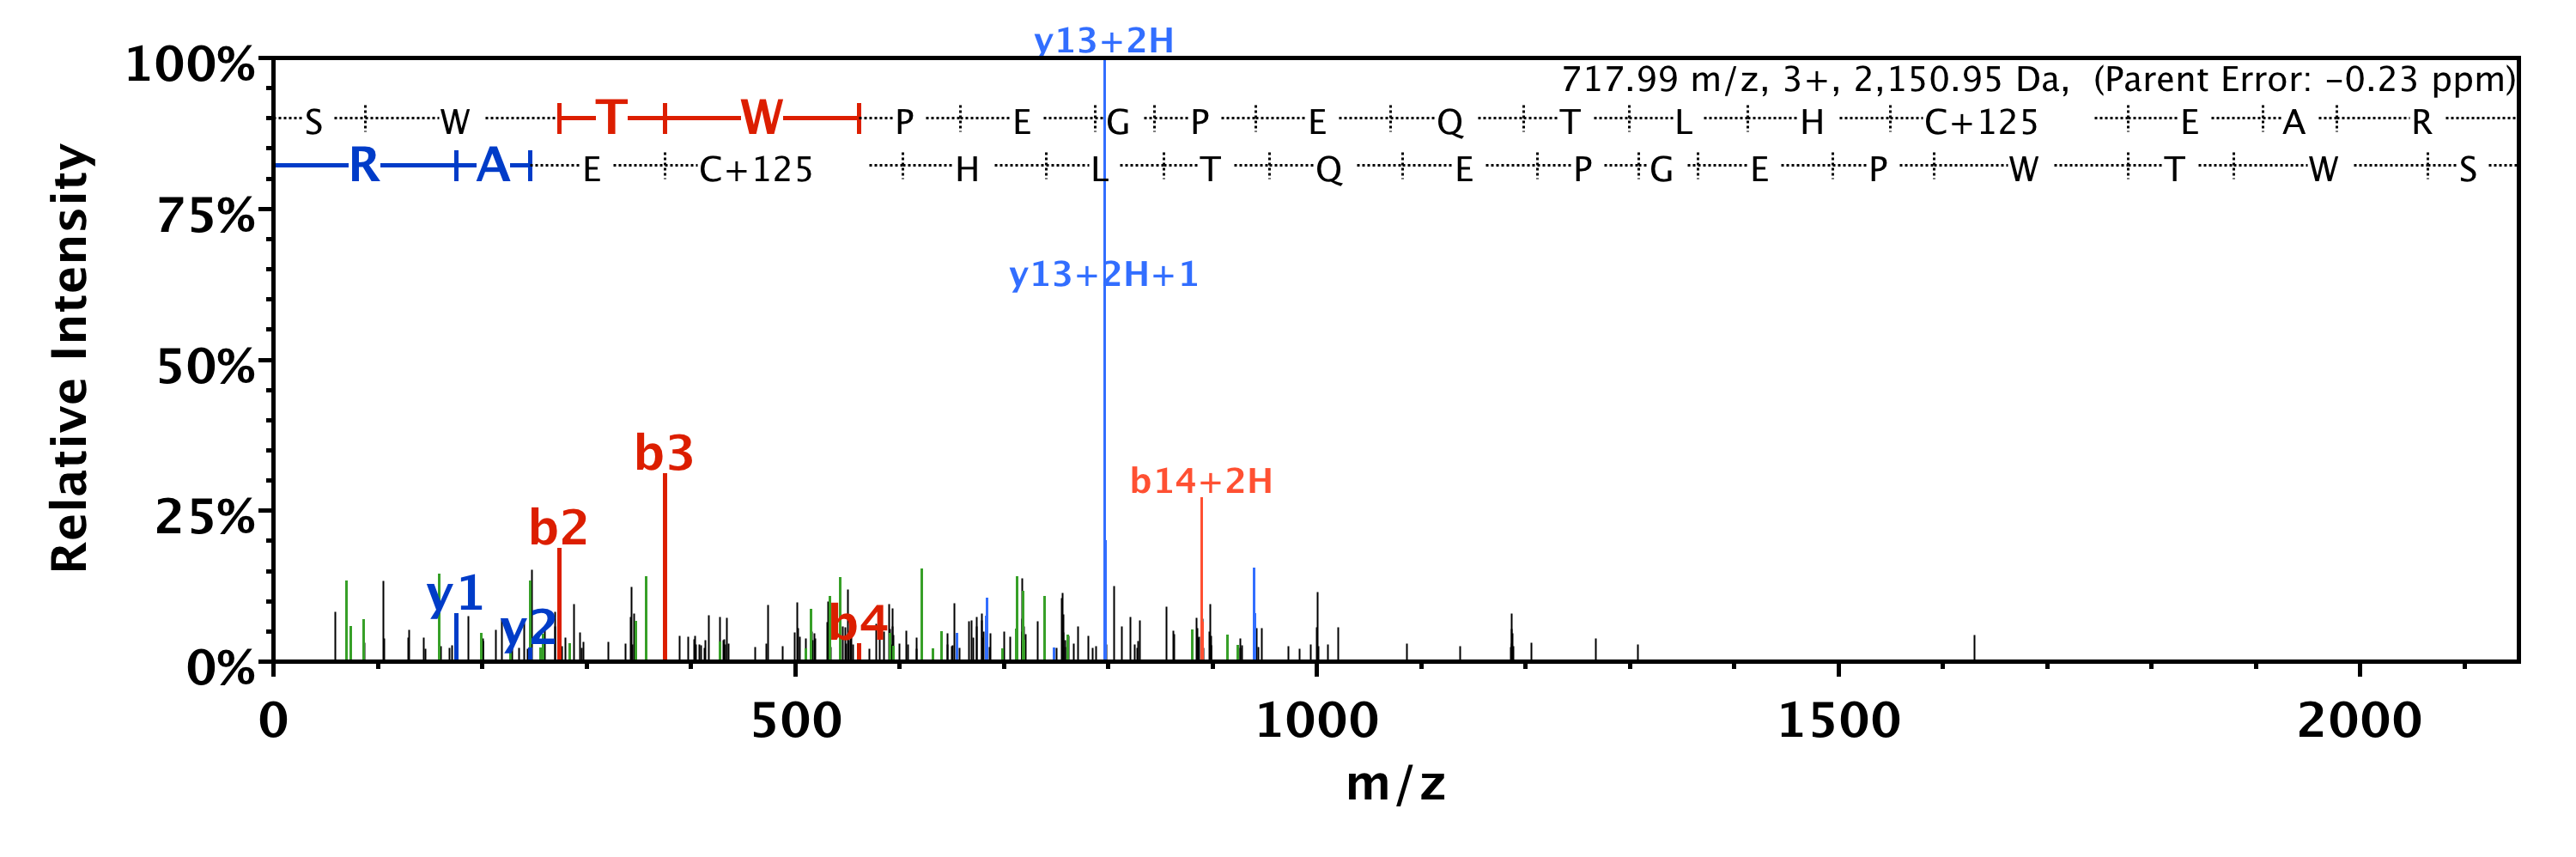 y13+2H
100%
717.99 m/z, 3+, 2,150.95 Da, (Parent Error: −0.23 ppm)
S W T W P E G P E Q T L H C+125 E A R
R A E C+125 H L T Q E P G E P W T W S
75%
y13+2H+1
50%
b3
b14+2H
25%
b2
y1
y2
b4
0%
0 500 1000 1500 2000
m/z
Relative Intensity